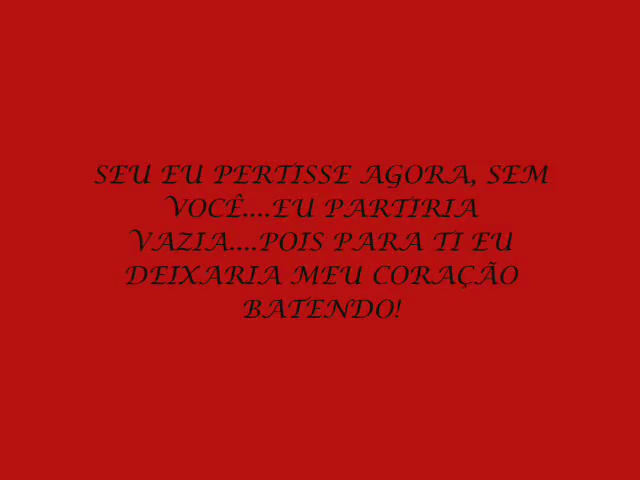 SEU EU PERTISSE AGORA, SEM
VOCÊ....EU PARTIRIA
VAZIA....POIS PARA TI EU
DEIXARIA MEU CORAÇÃO
BATENDO!